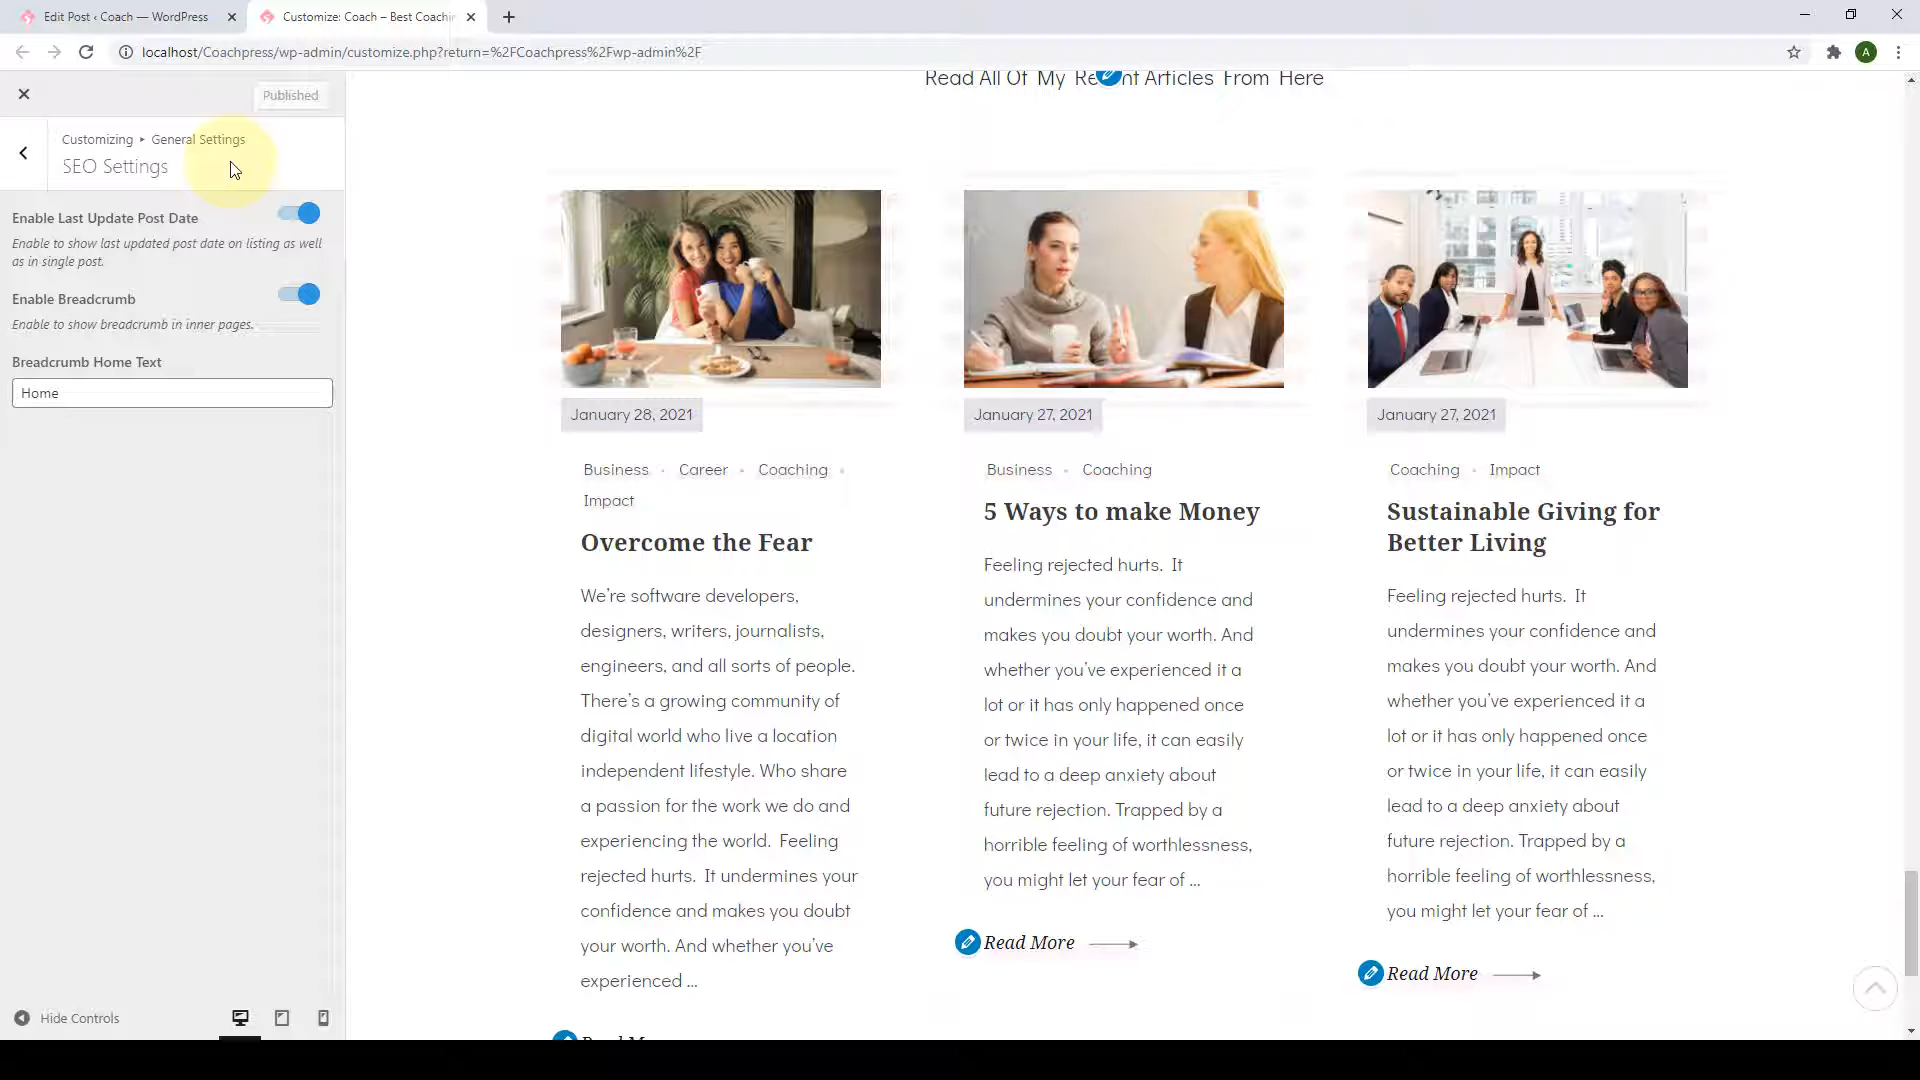 Edit Post ‹ Coach — WordPress
Customize: Coach – Best Coachin
localhost/Coachpress/wp-admin/customize.php?return=%2FCoachpress%2Fwp-admin%2F
A
Published
Customizing ▸ General Settings
SEO Settings
Enable Last Update Post Date
Enable to show last updated post date on listing as well
as in single post.
Enable Breadcrumb
Enable to show breadcrumb in inner pages.
Breadcrumb Home Text
Home
Hide Controls
Read All Of My Recent Articles From Here
January 28, 2021
Business • Career • Coaching •
Impact
Overcome the Fear
We’re software developers,
designers, writers, journalists,
engineers, and all sorts of people.
There’s a growing community of
digital world who live a location
independent lifestyle. Who share
a passion for the work we do and
experiencing the world. Feeling
rejected hurts. It undermines your
confidence and makes you doubt
your worth. And whether you’ve
experienced ...
January 27, 2021
Business • Coaching
5 Ways to make Money
Feeling rejected hurts. It
undermines your confidence and
makes you doubt your worth. And
whether you’ve experienced it a
lot or it has only happened once
or twice in your life, it can easily
lead to a deep anxiety about
future rejection. Trapped by a
horrible feeling of worthlessness,
you might let your fear of ...
Read More
January 27, 2021
Coaching • Impact
Sustainable Giving for
Better Living
Feeling rejected hurts. It
undermines your confidence and
makes you doubt your worth. And
whether you’ve experienced it a
lot or it has only happened once
or twice in your life, it can easily
lead to a deep anxiety about
future rejection. Trapped by a
horrible feeling of worthlessness,
you might let your fear of ...
Read More